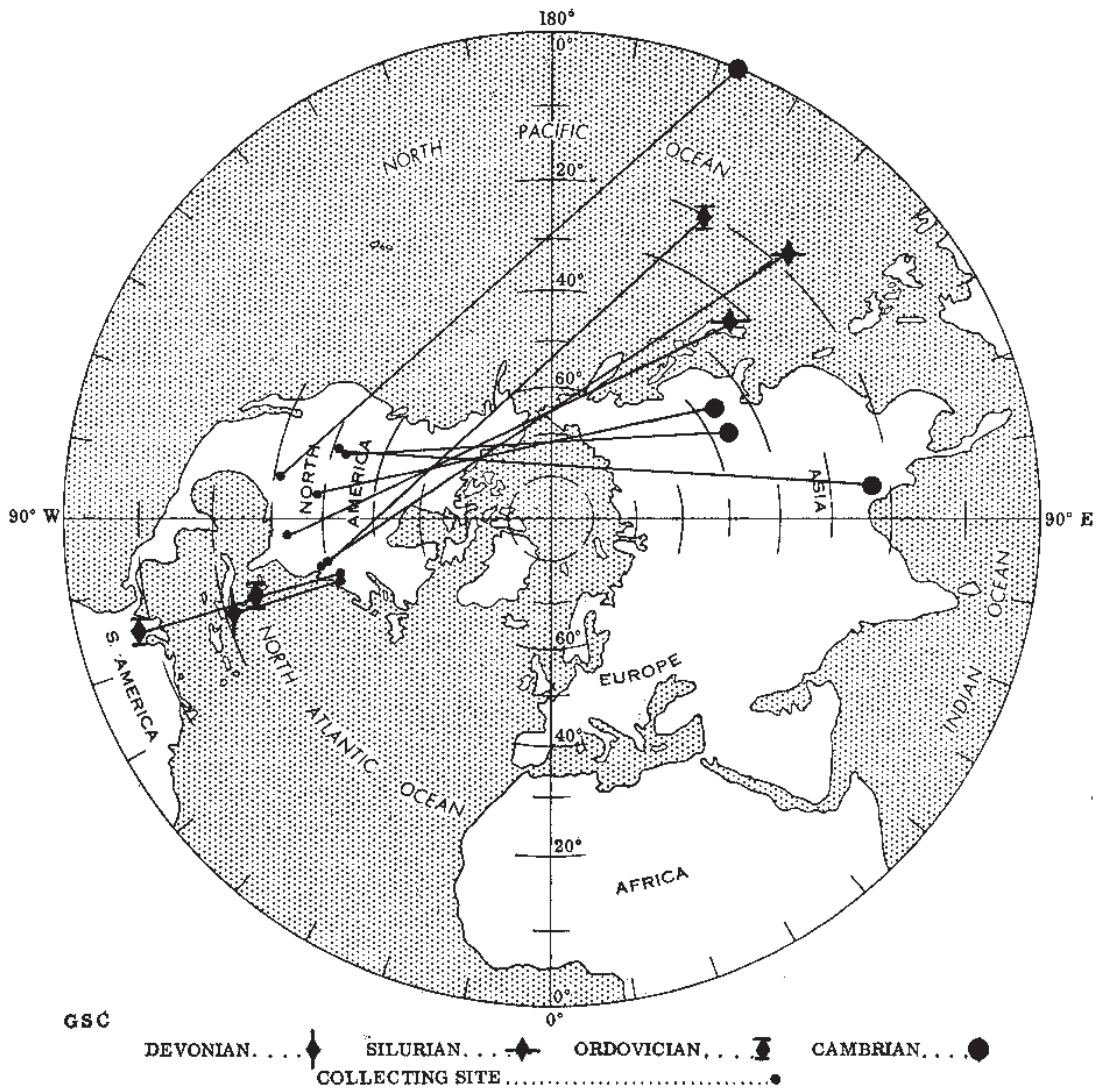 180°
0°
PACIFIC
NORTH
OCEAN
20°
40°
60°
NORTH
AMERICA
ASIA
90° W
90° E
OCEAN
INDIAN
S. AMERICA
NORTH
ATLANTIC
OCEAN
60°
EUROPE
40°
20°
AFRICA
0°
0°
GSC
DEVONIAN.... SILURIAN.... ORDOVICIAN.... CAMBRIAN....
COLLECTING SITE